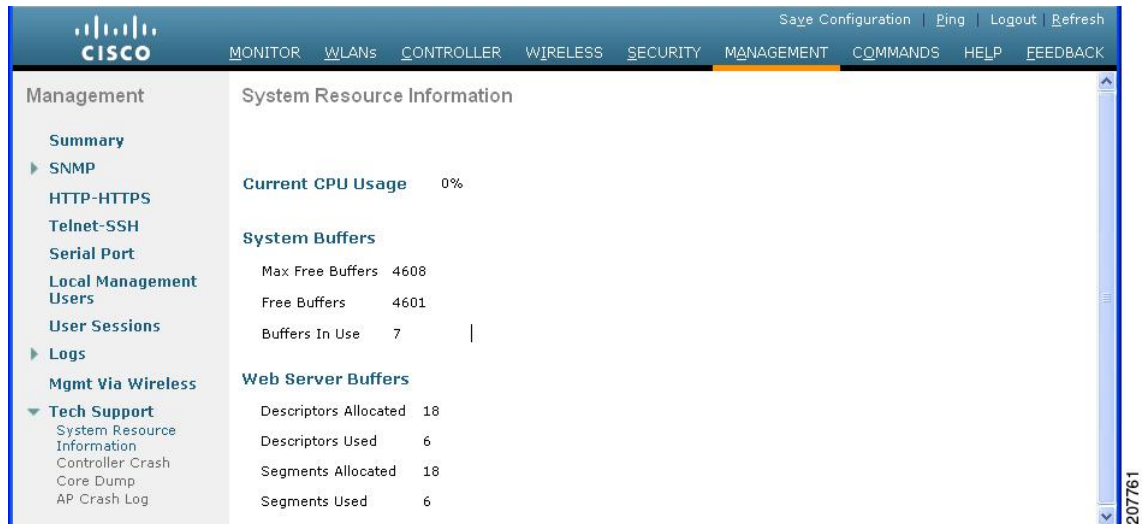 Save Configuration | Ping | Logout | Refresh
CISCO
MONITOR WLANs CONTROLLER WIRELESS SECURITY MANAGEMENT COMMANDS HELP FEEDBACK
Management
Summary
SNMP
HTTP-HTTPS
Telnet-SSH
Serial Port
Local Management
Users
User Sessions
Logs
Mgmt Via Wireless
Tech Support
System Resource
Information
Controller Crash
Core Dump
AP Crash Log
System Resource Information
Current CPU Usage 0%
System Buffers
Max Free Buffers 4608
Free Buffers 4601
Buffers In Use 7
Web Server Buffers
Descriptors Allocated 18
Descriptors Used 6
Segments Allocated 18
Segments Used 6
207761